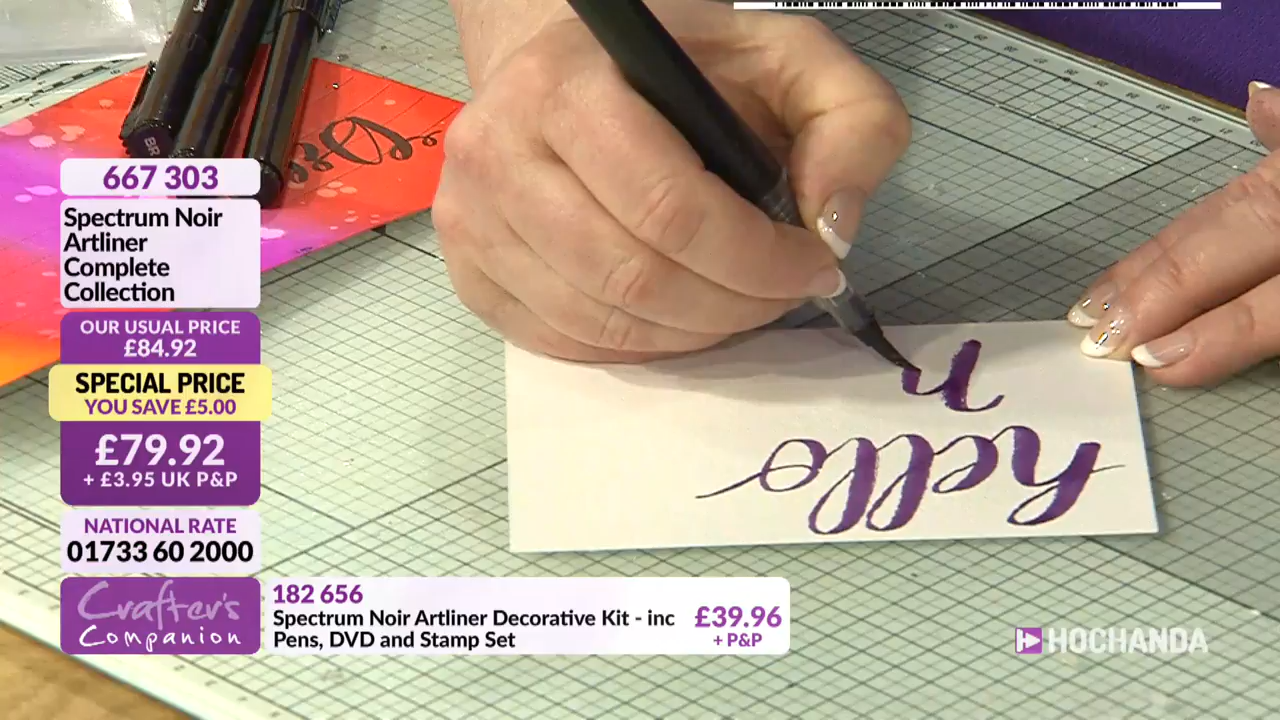 BR
667 303
Spectrum Noir
Artliner
Complete
Collection
OUR USUAL PRICE
£84.92
SPECIAL PRICE
YOU SAVE £5.00
£79.92
+ £3.95 UK P&P
NATIONAL RATE
01733 60 2000
Crafter's
Companion
182 656
Spectrum Noir Artliner Decorative Kit - inc
Pens, DVD and Stamp Set
£39.96
+ P&P
hello
n
HOCHANDA